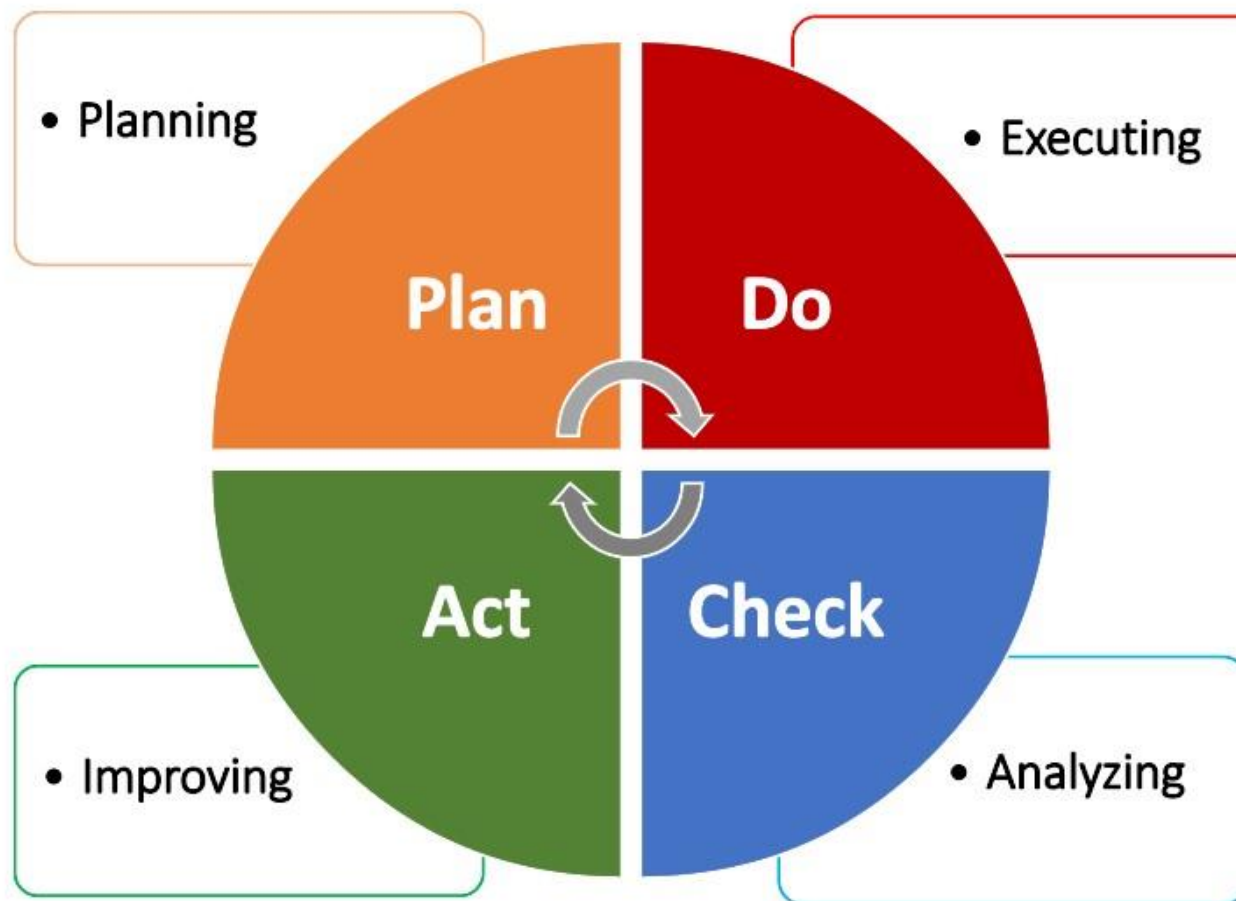 • Planning
• Executing
Plan
Do
Act
Check
• Improving
• Analyzing